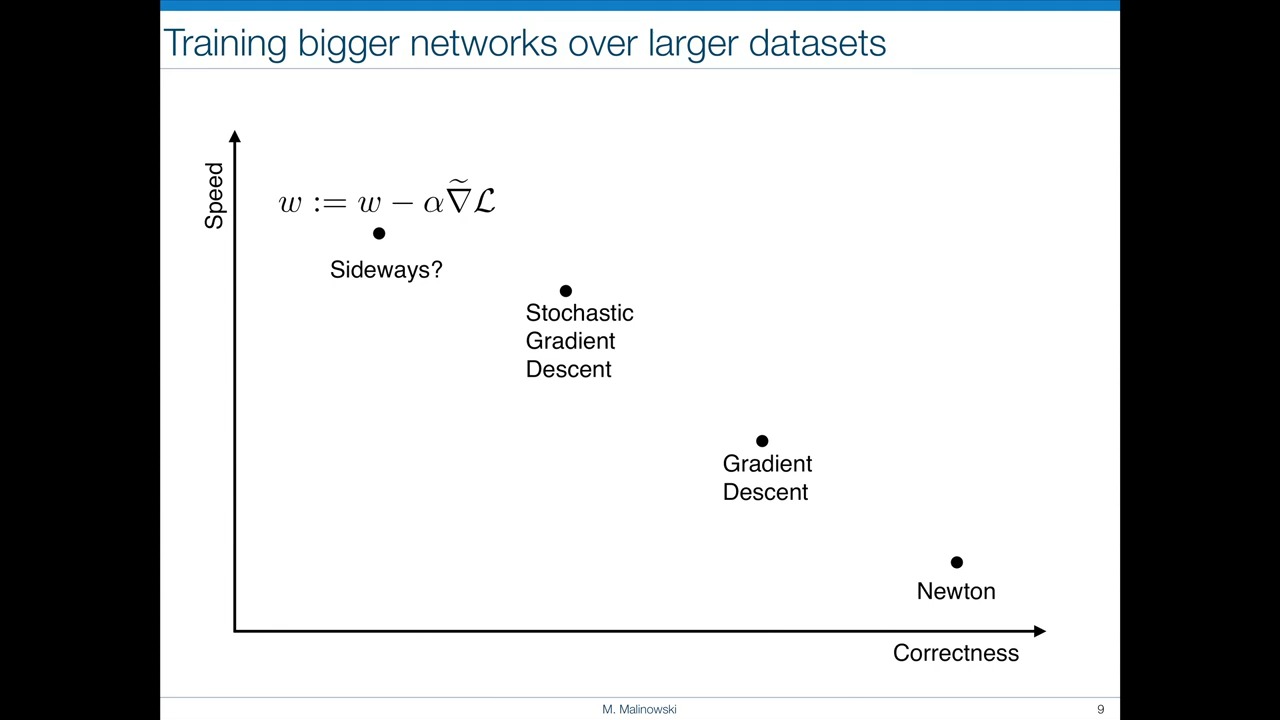 Training bigger networks over larger datasets
Speed
w := w − α∇̃ℒ
Sideways?
Stochastic
Gradient
Descent
Gradient
Descent
Newton
Correctness
M. Malinowski
9